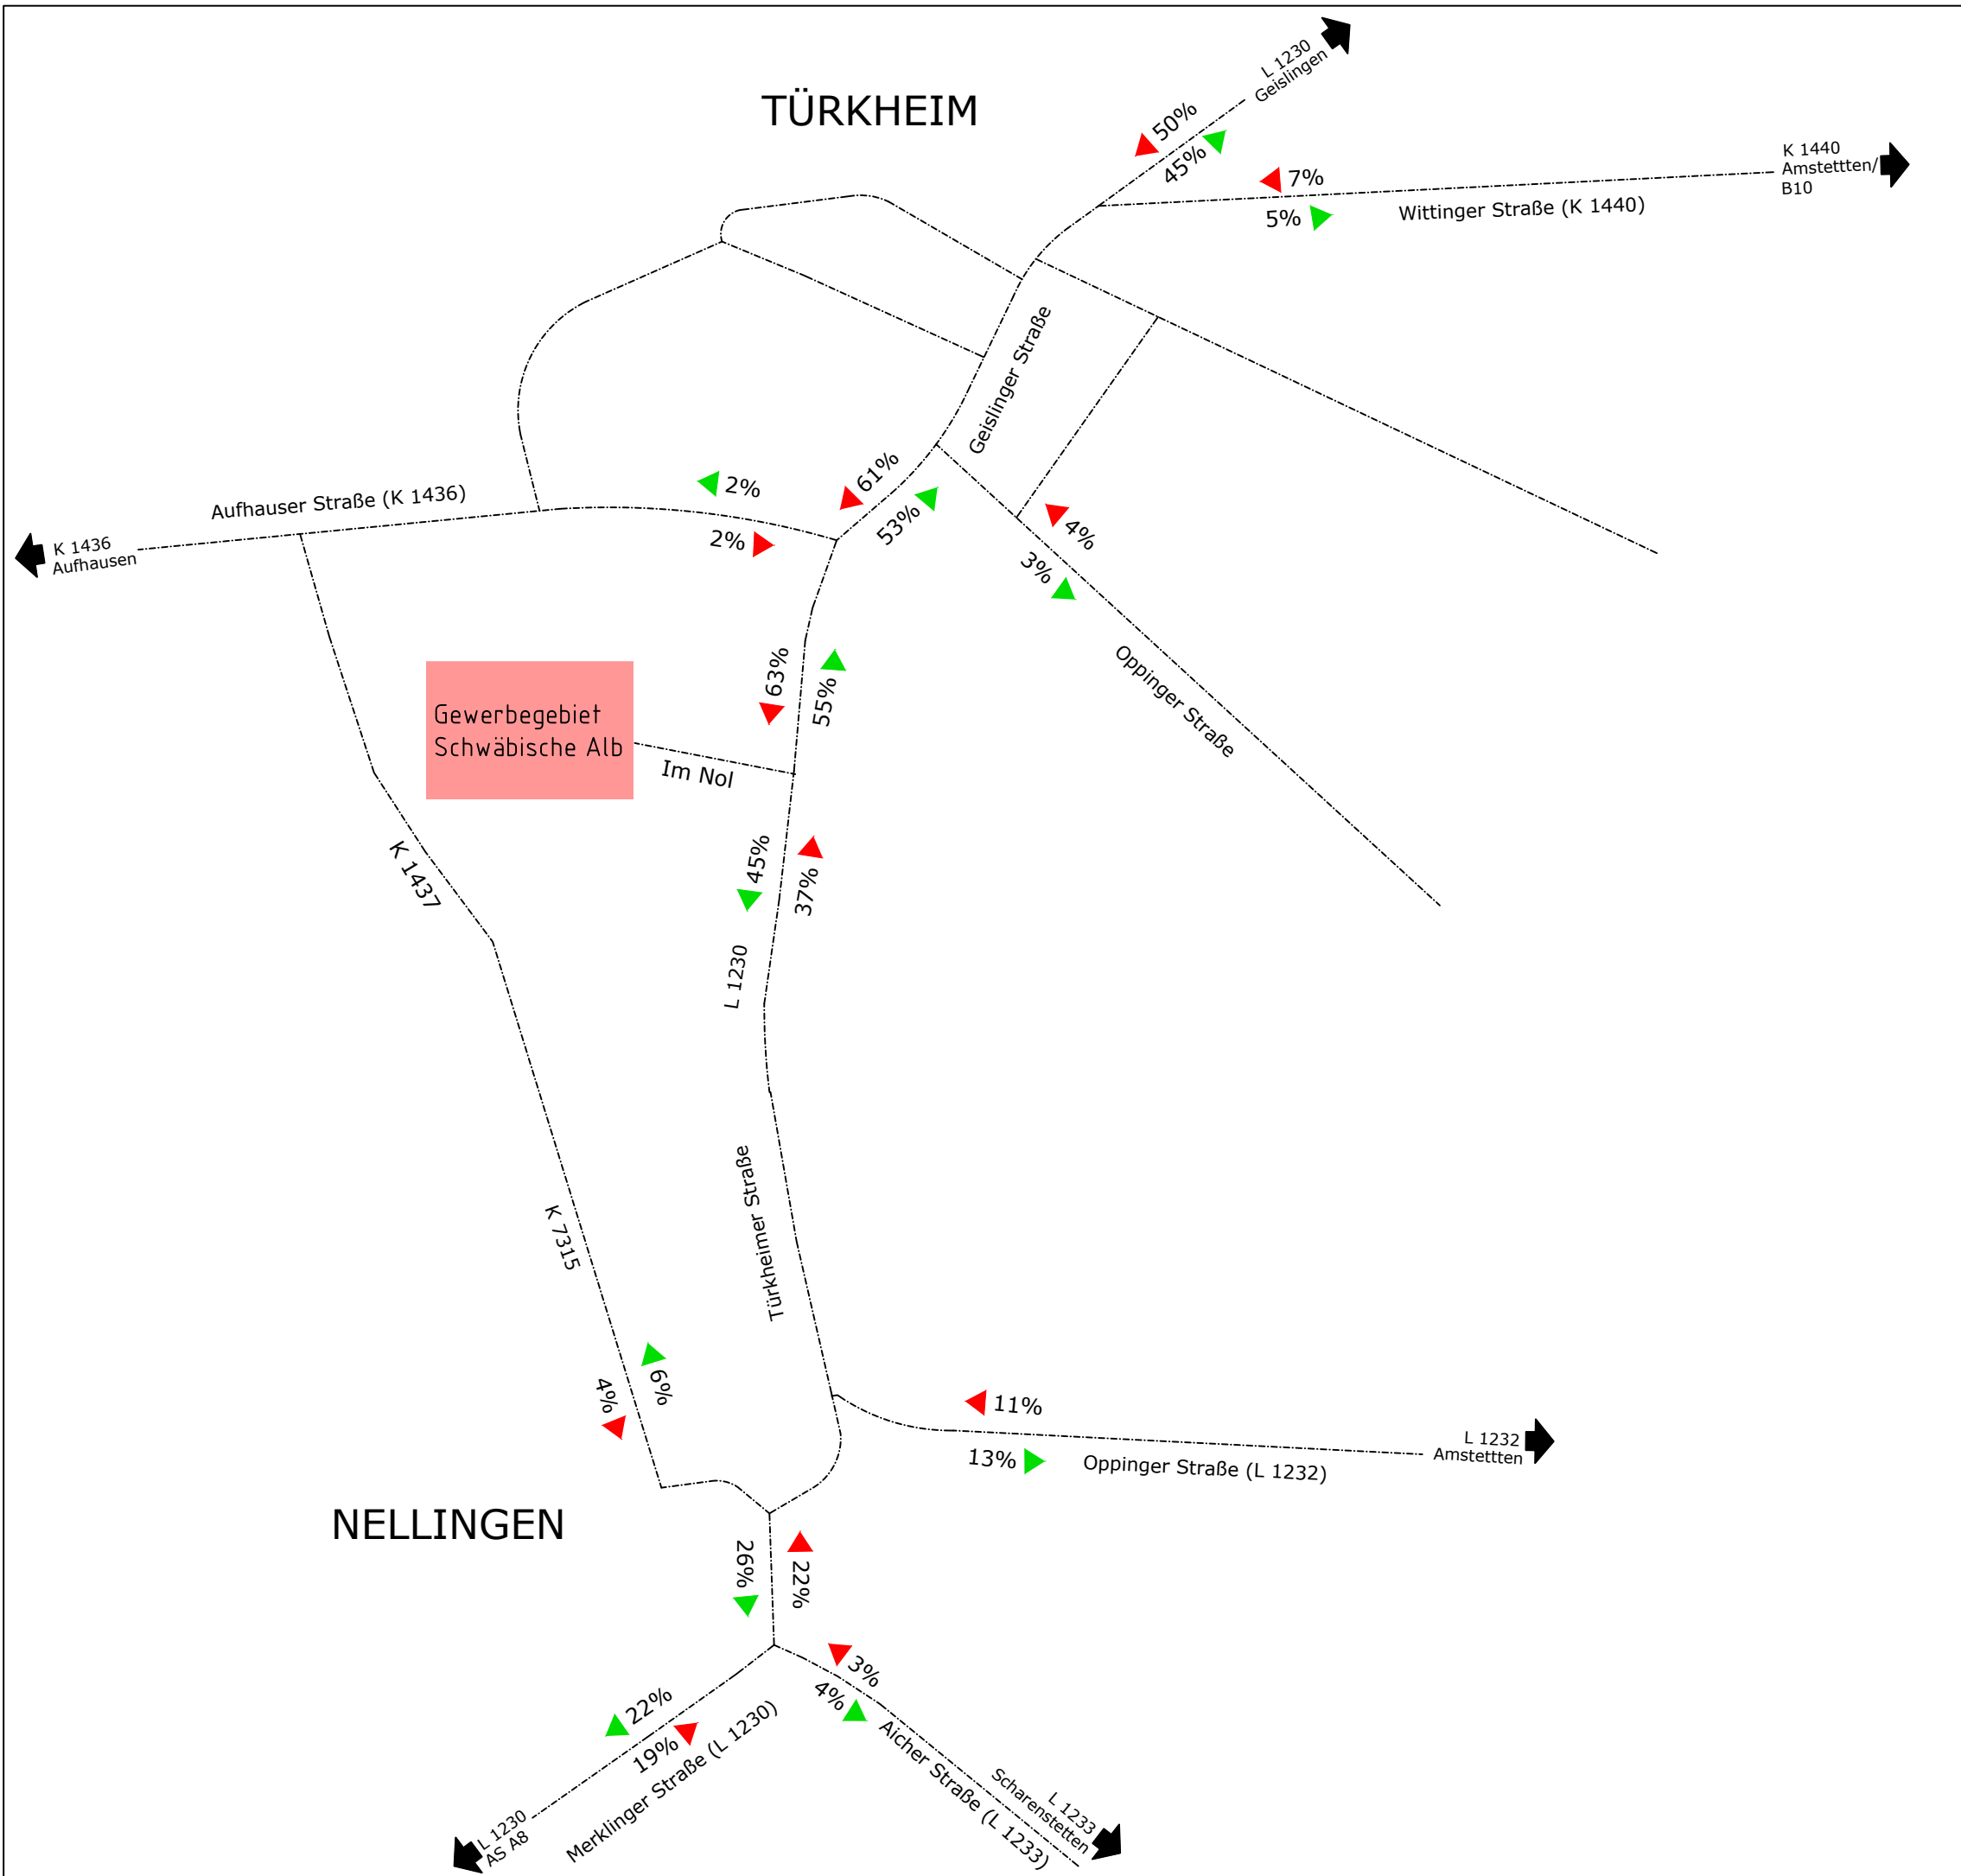 L 1230
Geislingen
TÜRKHEIM
50%
45%
K 1440
Amstettten/
B10
7%
5%
Wittinger Straße (K 1440)
Geislinger Straße
61%
53%
2%
2%
Aufhauser Straße (K 1436)
K 1436
Aufhausen
4%
3%
Oppinger Straße
63%
55%
Gewerbegebiet
Schwäbische Alb
Im Nol
45%
37%
K 1437
L 1230
Türkheimer Straße
K 7315
4%
6%
11%
13%
Oppinger Straße (L 1232)
L 1232
Amstettten
NELLINGEN
26%
22%
3%
4%
22%
19%
Merklinger Straße (L 1230)
Aicher Straße (L 1233)
L 1233
Scharenstetten
L 1230
AS A8